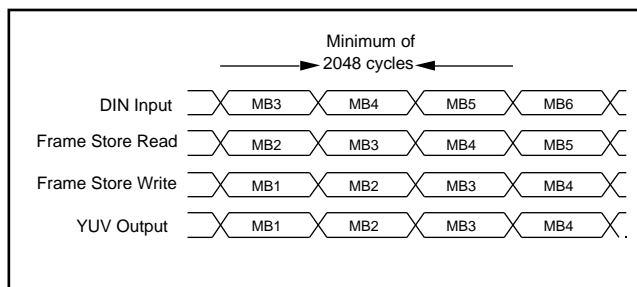 Minimum of
2048 cycles
DIN Input MB3 MB4 MB5 MB6
Frame Store Read MB2 MB3 MB4 MB5
Frame Store Write MB1 MB2 MB3 MB4
YUV Output MB1 MB2 MB3 MB4